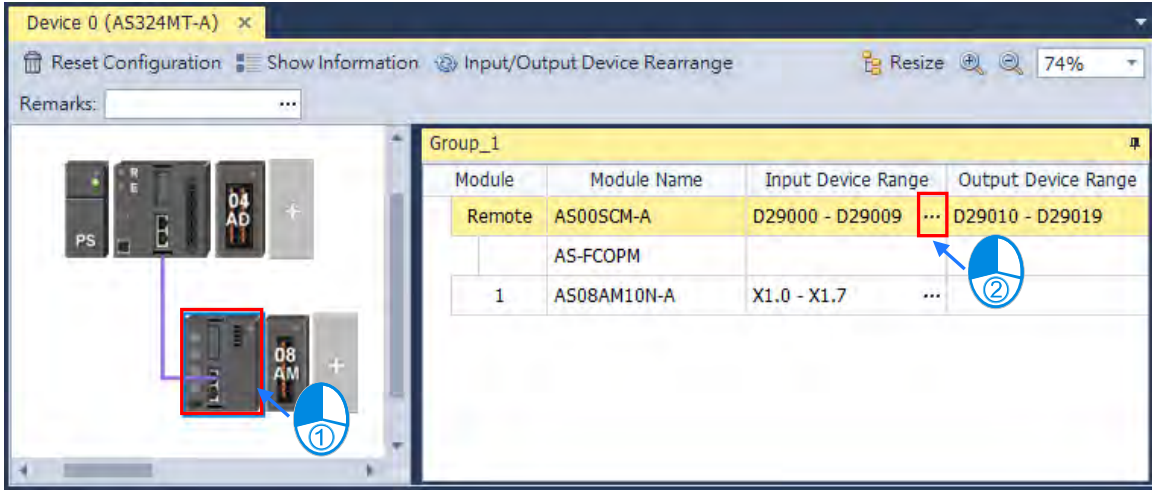 Device 0 (AS324MT-A) ×
Reset Configuration Show Information Input/Output Device Rearrange Resize 74%
Remarks: ...
Group_1
Module Module Name Input Device Range Output Device Range
Remote AS00SCM-A D29000 - D29009 ... D29010 - D29019
AS-FCOPM
1 AS08AM10N-A X1.0 - X1.7 ...
PS
R
E
04
AD
+
08
AM
+
①
②